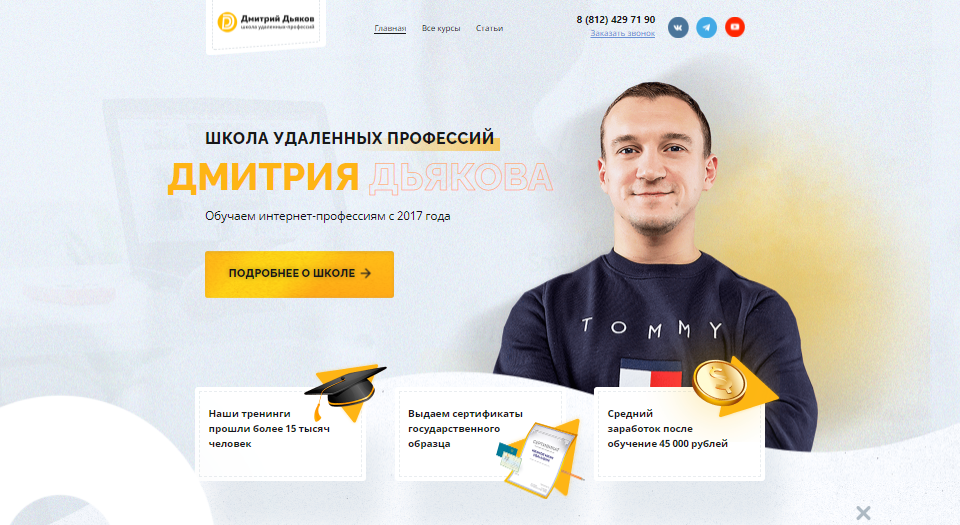 Дмитрий Дьяков
школа удаленных профессий
Главная
Все курсы
Статьи
8 (812) 429 71 90
Заказать звонок
ШКОЛА УДАЛЕННЫХ ПРОФЕССИЙ
ДМИТРИЯ ДЬЯКОВА
Обучаем интернет-профессиям с 2017 года
ПОДРОБНЕЕ О ШКОЛЕ
TOMMY
Наши тренинги
прошли более 15 тысяч
человек
Выдаем сертификаты
государственного
образца
СЕРТИФИКАТ
Средний
заработок после
обучение 45 000 рублей